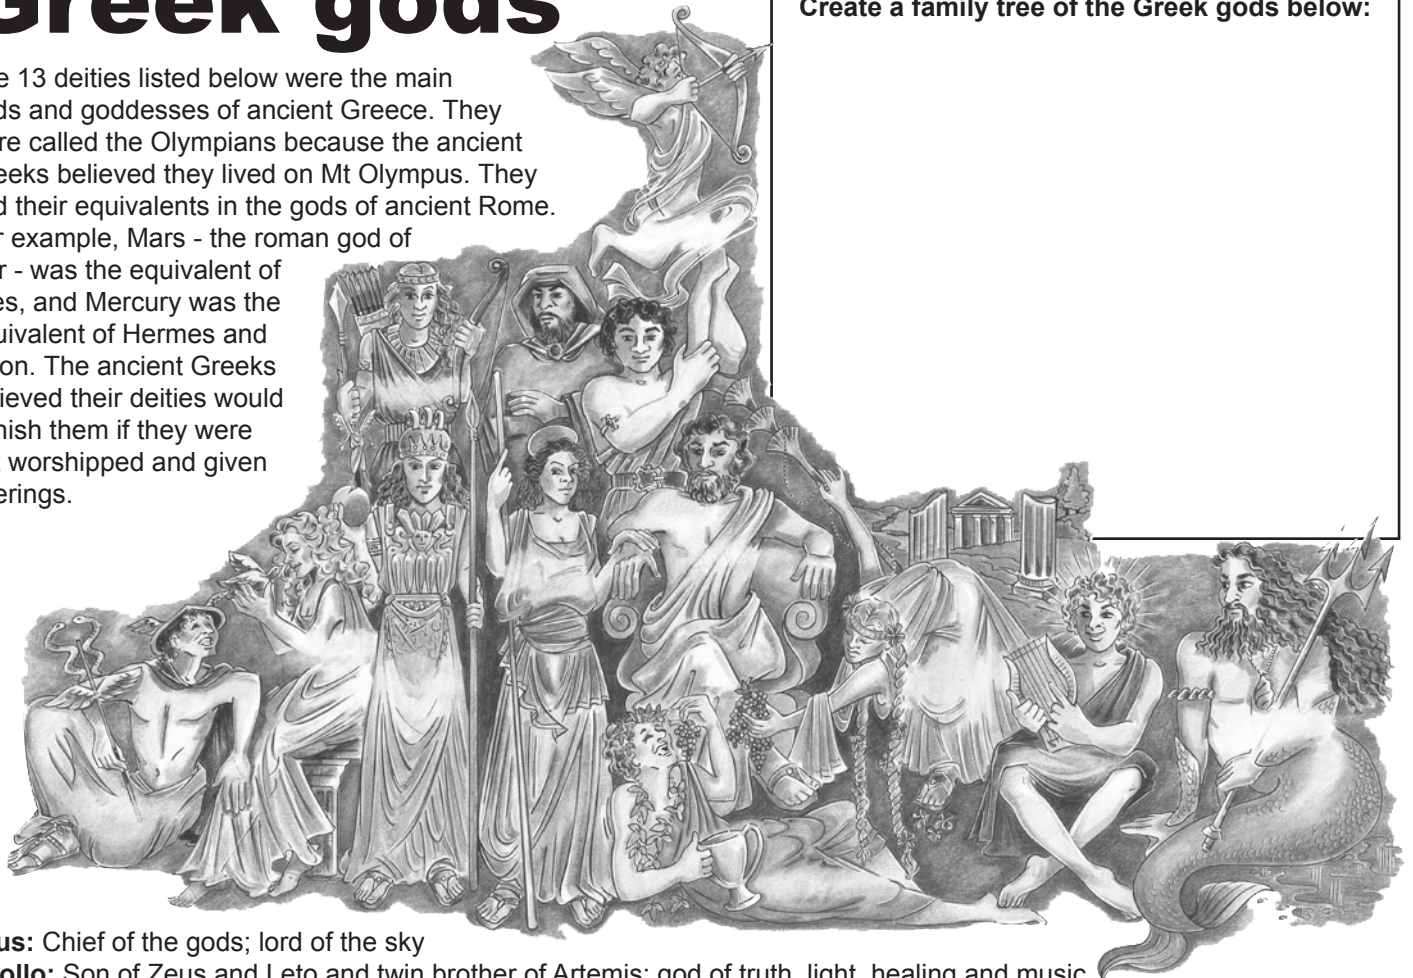 Greek gods
e 13 deities listed below were the main
ds and goddesses of ancient Greece. They
re called the Olympians because the ancient
eeks believed they lived on Mt Olympus. They
d their equivalents in the gods of ancient Rome.
r example, Mars - the roman god of
r - was the equivalent of
es, and Mercury was the
uivalent of Hermes and
on. The ancient Greeks
ieved their deities would
nish them if they were
t worshipped and given
erings.
Create a family tree of the Greek gods below:
us: Chief of the gods; lord of the sky
ollo: Son of Zeus and Leto and twin brother of Artemis; god of truth, light, healing and music